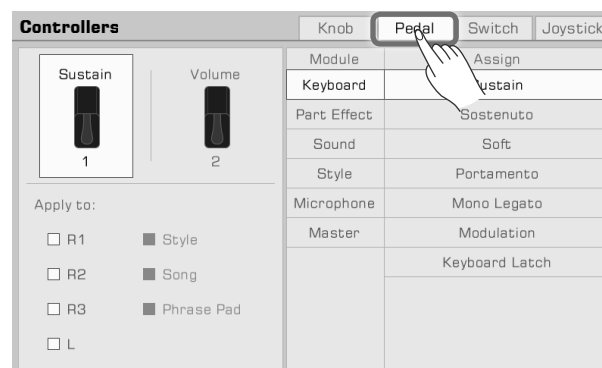 Controllers
Knob Pedal Switch Joystick
Sustain Volume
1 2
Apply to:
R1 Style
R2 Song
R3 Phrase Pad
L
Module Assign
Keyboard Sustain
Part Effect Sostenuto
Sound Soft
Style Portamento
Microphone Mono Legato
Master Modulation
Keyboard Latch